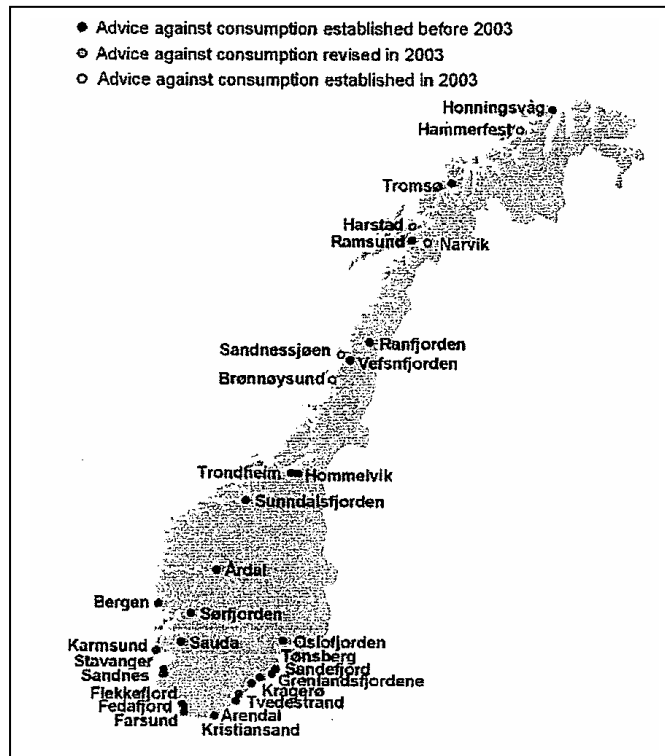 Advice against consumption established before 2003
Advice against consumption revised in 2003
Advice against consumption established in 2003
Honningsvåg
Hammerfest
Tromsø
Harstad
Ramsund
Narvik
Ranfjorden
Sandnessjøen
Vefsnfjorden
Brønnøysund
Trondheim
Hommelvik
Sunndalsfjorden
Årdal
Bergen
Sørfjorden
Karmsund
Sauda
Oslofjorden
Stavanger
Tønsberg
Sandnes
Sandefjord
Grenlandsfjordene
Flekkefjord
Kragerø
Fedafjord
Tvedestrand
Farsund
Arendal
Kristiansand